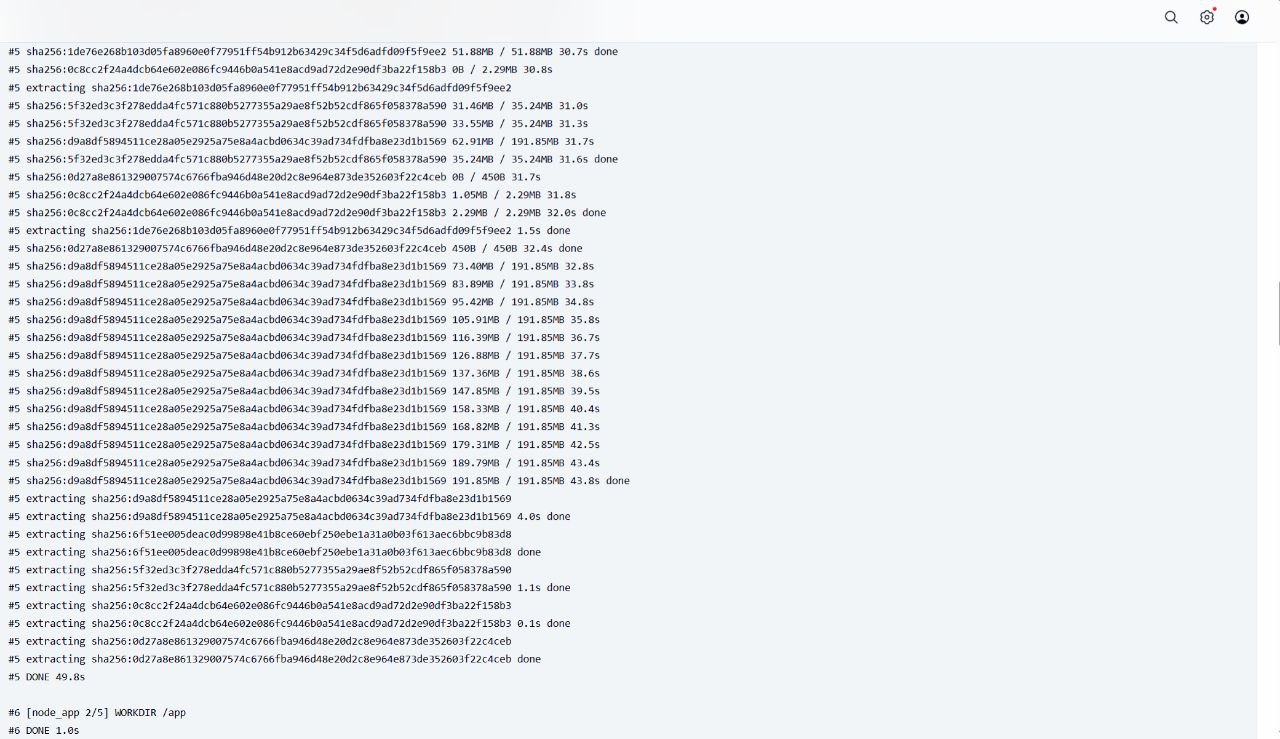 #5 sha256:1de76e268b103d05fa8960e0f77951ff54b912b63429c34f5d6adfd09f5f9ee2 51.88MB / 51.88MB 30.7s done
#5 sha256:0c8cc2f24a4dcb64e602e086fc9446b0a541e8acd9ad72d2e90df3ba22f158b3 0B / 2.29MB 30.8s
#5 extracting sha256:1de76e268b103d05fa8960e0f77951ff54b912b63429c34f5d6adfd09f5f9ee2
#5 sha256:5f32ed3c3f278edda4fc571c880b5277355a29ae8f52b52cdf865f058378a590 31.46MB / 35.24MB 31.0s
#5 sha256:5f32ed3c3f278edda4fc571c880b5277355a29ae8f52b52cdf865f058378a590 33.55MB / 35.24MB 31.3s
#5 sha256:d9a8df5894511ce28a05e2925a75e8a4acbd0634c39ad734fdfba8e23d1b1569 62.91MB / 191.85MB 31.7s
#5 sha256:5f32ed3c3f278edda4fc571c880b5277355a29ae8f52b52cdf865f058378a590 35.24MB / 35.24MB 31.6s done
#5 sha256:0d27a8e861329007574c6766fba946d48e20d2c8e964e873de352603f22c4ceb 0B / 450B 31.7s
#5 sha256:0c8cc2f24a4dcb64e602e086fc9446b0a541e8acd9ad72d2e90df3ba22f158b3 1.05MB / 2.29MB 31.8s
#5 sha256:0c8cc2f24a4dcb64e602e086fc9446b0a541e8acd9ad72d2e90df3ba22f158b3 2.29MB / 2.29MB 32.0s done
#5 extracting sha256:1de76e268b103d05fa8960e0f77951ff54b912b63429c34f5d6adfd09f5f9ee2 1.5s done
#5 sha256:0d27a8e861329007574c6766fba946d48e20d2c8e964e873de352603f22c4ceb 450B / 450B 32.4s done
#5 sha256:d9a8df5894511ce28a05e2925a75e8a4acbd0634c39ad734fdfba8e23d1b1569 73.40MB / 191.85MB 32.8s
#5 sha256:d9a8df5894511ce28a05e2925a75e8a4acbd0634c39ad734fdfba8e23d1b1569 83.89MB / 191.85MB 33.8s
#5 sha256:d9a8df5894511ce28a05e2925a75e8a4acbd0634c39ad734fdfba8e23d1b1569 95.42MB / 191.85MB 34.8s
#5 sha256:d9a8df5894511ce28a05e2925a75e8a4acbd0634c39ad734fdfba8e23d1b1569 105.91MB / 191.85MB 35.8s
#5 sha256:d9a8df5894511ce28a05e2925a75e8a4acbd0634c39ad734fdfba8e23d1b1569 116.39MB / 191.85MB 36.7s
#5 sha256:d9a8df5894511ce28a05e2925a75e8a4acbd0634c39ad734fdfba8e23d1b1569 126.88MB / 191.85MB 37.7s
#5 sha256:d9a8df5894511ce28a05e2925a75e8a4acbd0634c39ad734fdfba8e23d1b1569 137.36MB / 191.85MB 38.6s
#5 sha256:d9a8df5894511ce28a05e2925a75e8a4acbd0634c39ad734fdfba8e23d1b1569 147.85MB / 191.85MB 39.5s
#5 sha256:d9a8df5894511ce28a05e2925a75e8a4acbd0634c39ad734fdfba8e23d1b1569 158.33MB / 191.85MB 40.4s
#5 sha256:d9a8df5894511ce28a05e2925a75e8a4acbd0634c39ad734fdfba8e23d1b1569 168.82MB / 191.85MB 41.3s
#5 sha256:d9a8df5894511ce28a05e2925a75e8a4acbd0634c39ad734fdfba8e23d1b1569 179.31MB / 191.85MB 42.5s
#5 sha256:d9a8df5894511ce28a05e2925a75e8a4acbd0634c39ad734fdfba8e23d1b1569 189.79MB / 191.85MB 43.4s
#5 sha256:d9a8df5894511ce28a05e2925a75e8a4acbd0634c39ad734fdfba8e23d1b1569 191.85MB / 191.85MB 43.8s done
#5 extracting sha256:d9a8df5894511ce28a05e2925a75e8a4acbd0634c39ad734fdfba8e23d1b1569
#5 extracting sha256:d9a8df5894511ce28a05e2925a75e8a4acbd0634c39ad734fdfba8e23d1b1569 4.0s done
#5 extracting sha256:6f51ee005deac0d99898e41b8ce60ebf250ebe1a31a0b03f613aec6bbc9b83d8
#5 extracting sha256:6f51ee005deac0d99898e41b8ce60ebf250ebe1a31a0b03f613aec6bbc9b83d8 done
#5 extracting sha256:5f32ed3c3f278edda4fc571c880b5277355a29ae8f52b52cdf865f058378a590
#5 extracting sha256:5f32ed3c3f278edda4fc571c880b5277355a29ae8f52b52cdf865f058378a590 1.1s done
#5 extracting sha256:0c8cc2f24a4dcb64e602e086fc9446b0a541e8acd9ad72d2e90df3ba22f158b3
#5 extracting sha256:0c8cc2f24a4dcb64e602e086fc9446b0a541e8acd9ad72d2e90df3ba22f158b3 0.1s done
#5 extracting sha256:0d27a8e861329007574c6766fba946d48e20d2c8e964e873de352603f22c4ceb
#5 extracting sha256:0d27a8e861329007574c6766fba946d48e20d2c8e964e873de352603f22c4ceb done
#5 DONE 49.8s
#6 [node_app 2/5] WORKDIR /app
#6 DONE 1.0s